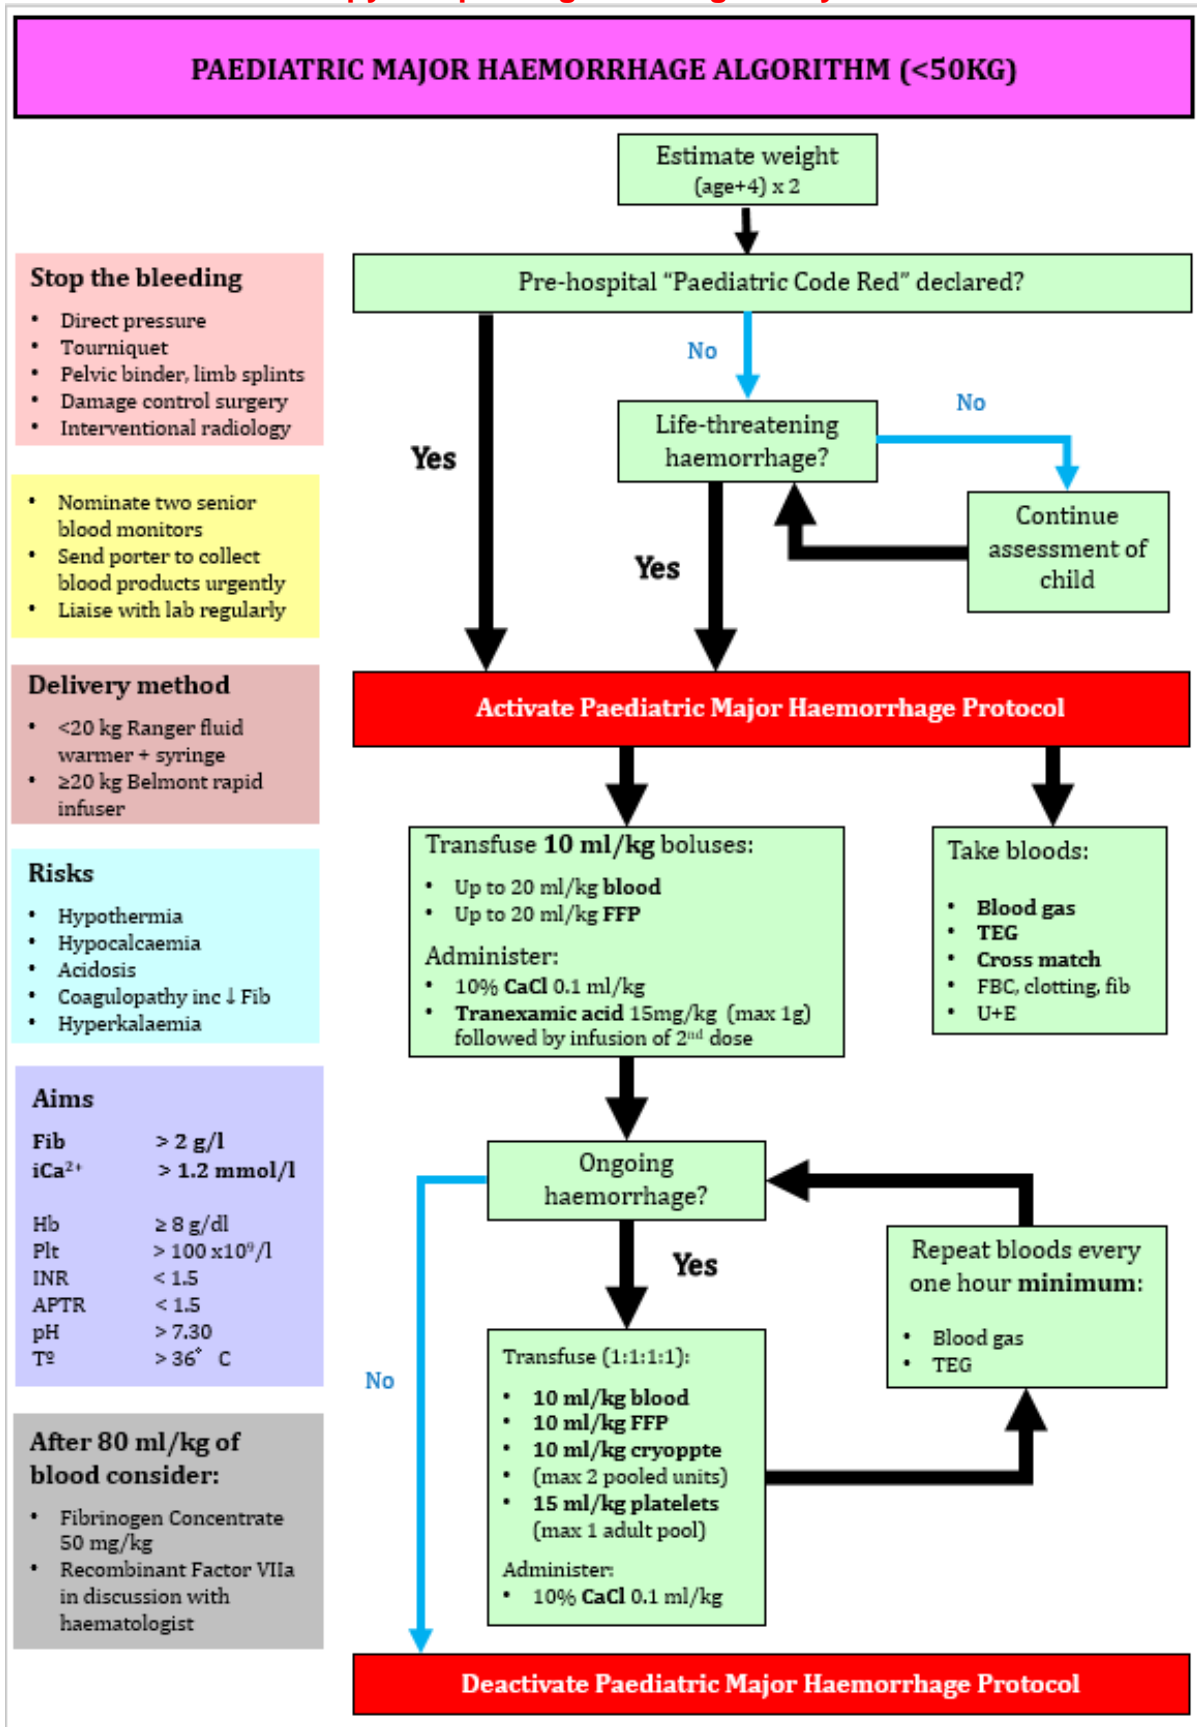 PAEDIATRIC MAJOR HAEMORRHAGE ALGORITHM (<50KG)
Estimate weight
(age+4) x 2
Pre-hospital “Paediatric Code Red” declared?
Yes
No
Life-threatening
haemorrhage?
No
Continue
assessment of
child
Yes
Activate Paediatric Major Haemorrhage Protocol
Transfuse 10 ml/kg boluses:
• Up to 20 ml/kg blood
• Up to 20 ml/kg FFP
Administer:
• 10% CaCl 0.1 ml/kg
• Tranexamic acid 15mg/kg (max 1g)
followed by infusion of 2nd dose
Take bloods:
• Blood gas
• TEG
• Cross match
• FBC, clotting, fib
• U+E
Ongoing
haemorrhage?
Yes
No
Transfuse (1:1:1:1):
• 10 ml/kg blood
• 10 ml/kg FFP
• 10 ml/kg cryoppte
• (max 2 pooled units)
• 15 ml/kg platelets
(max 1 adult pool)
Administer:
• 10% CaCl 0.1 ml/kg
Repeat bloods every
one hour minimum:
• Blood gas
• TEG
Deactivate Paediatric Major Haemorrhage Protocol
Stop the bleeding
• Direct pressure
• Tourniquet
• Pelvic binder, limb splints
• Damage control surgery
• Interventional radiology
• Nominate two senior
blood monitors
• Send porter to collect
blood products urgently
• Liaise with lab regularly
Delivery method
• <20 kg Ranger fluid
warmer + syringe
• ≥20 kg Belmont rapid
infuser
Risks
• Hypothermia
• Hypocalcaemia
• Acidosis
• Coagulopathy inc ↓ Fib
• Hyperkalaemia
Aims
Fib > 2 g/l
iCa²⁺ > 1.2 mmol/l
Hb ≥ 8 g/dl
Plt > 100 x10⁹/l
INR < 1.5
APTR < 1.5
pH > 7.30
Tº > 36° C
After 80 ml/kg of
blood consider:
• Fibrinogen Concentrate
50 mg/kg
• Recombinant Factor VIIa
in discussion with
haematologist